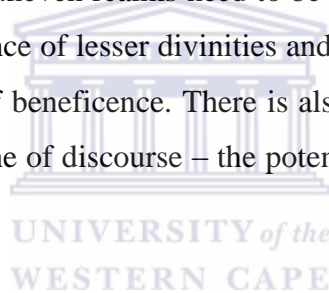 nce of lesser divinities and
f beneficence. There is als
ne of discourse – the poten
UNIVERSITY of the
WESTERN CAPE